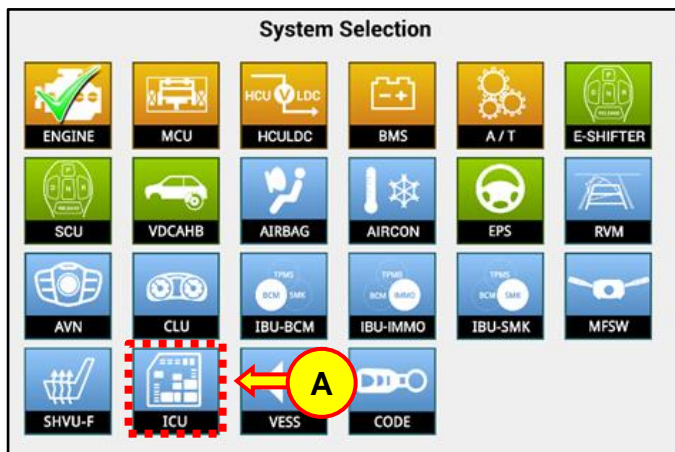 System Selection
HCU V LDC
ENGINE MCU HCULDC BMS A / T E-SHIFTER
P
D N R
P
D N R
SCU VDCAHB AIRBAG AIRCON EPS RVM
TPMS TPMS TPMS
BCM SMK BCM IMMO BCM SMK
AVN CLU IBU-BCM IBU-IMMO IBU-SMK MFSW
A
SHVU-F ICU VESS CODE